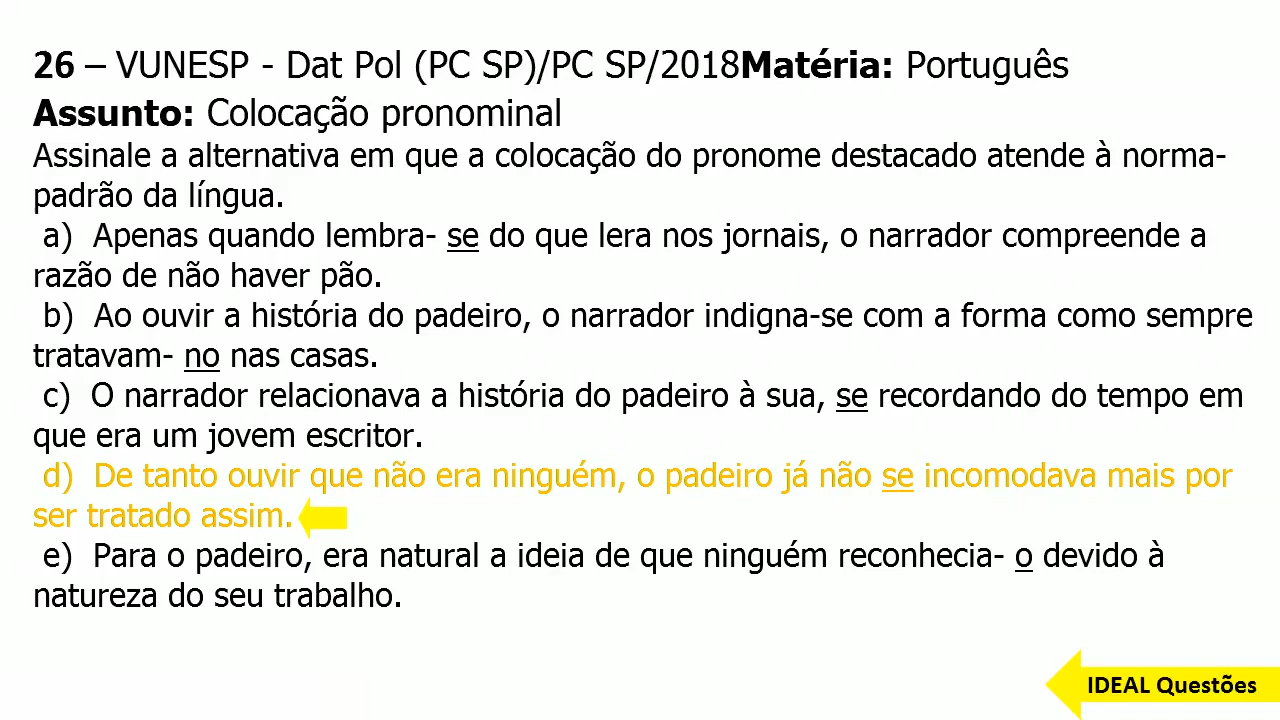 26 – VUNESP - Dat Pol (PC SP)/PC SP/2018Matéria: Português
Assunto: Colocação pronominal
Assinale a alternativa em que a colocação do pronome destacado atende à norma-
padrão da língua.
a) Apenas quando lembra- se do que lera nos jornais, o narrador compreende a
razão de não haver pão.
b) Ao ouvir a história do padeiro, o narrador indigna-se com a forma como sempre
tratavam- no nas casas.
c) O narrador relacionava a história do padeiro à sua, se recordando do tempo em
que era um jovem escritor.
d) De tanto ouvir que não era ninguém, o padeiro já não se incomodava mais por
ser tratado assim.
e) Para o padeiro, era natural a ideia de que ninguém reconhecia- o devido à
natureza do seu trabalho.
IDEAL Questões